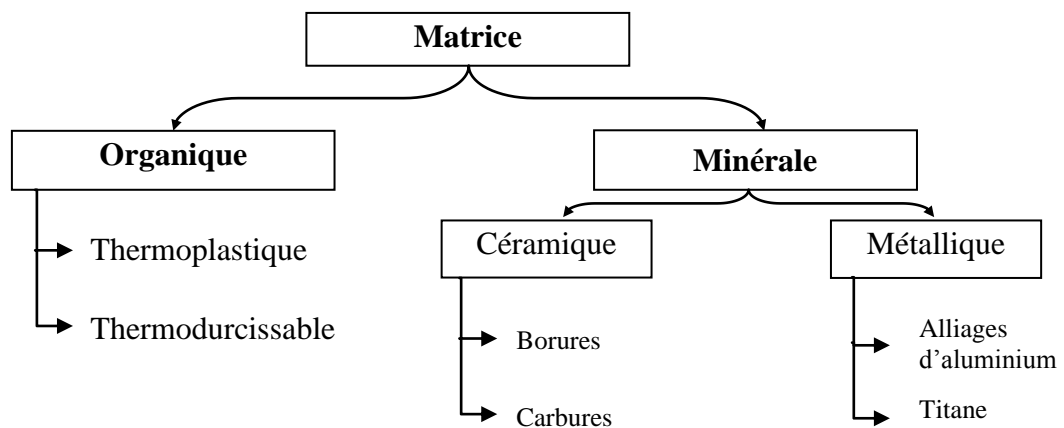 Matrice
Organique
Minérale
Thermoplastique
Thermodurcissable
Céramique
Métallique
Borures
Carbures
Alliages
d’aluminium
Titane